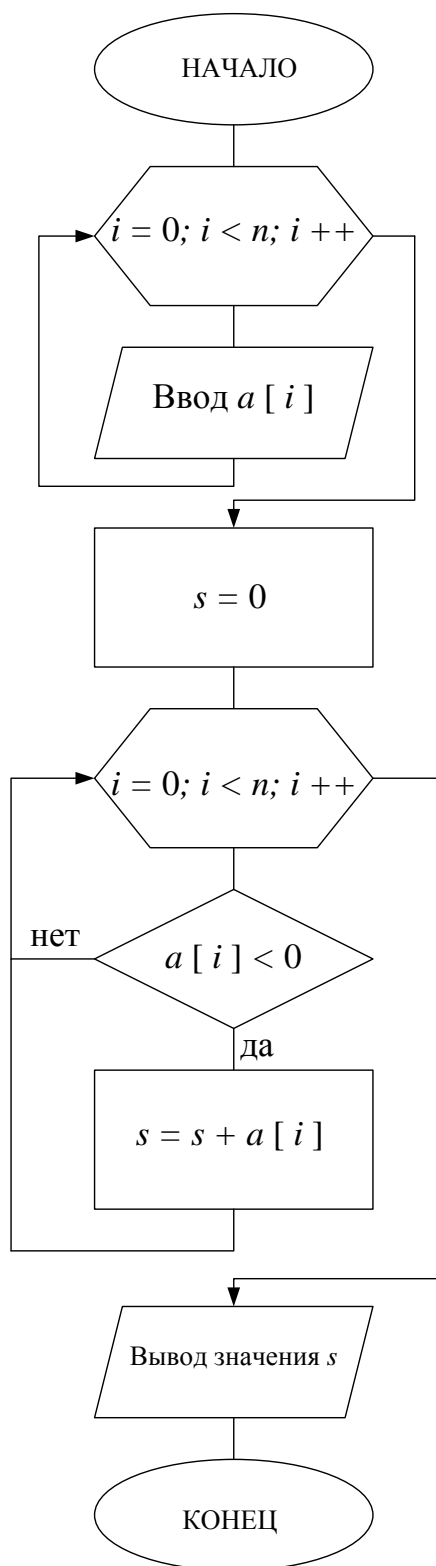 НАЧАЛО
i = 0; i < n; i ++
Ввод a [ i ]
s = 0
i = 0; i < n; i ++
нет
a [ i ] < 0
да
s = s + a [ i ]
Вывод значения s
КОНЕЦ